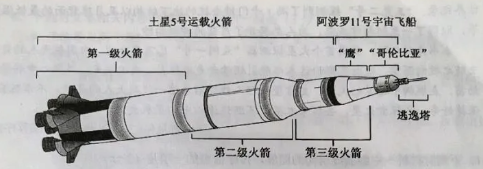 土星5号运载火箭
阿波罗11号宇宙飞船
第一级火箭
“鹰”
“哥伦比亚”
逃逸塔
第二级火箭
第三级火箭